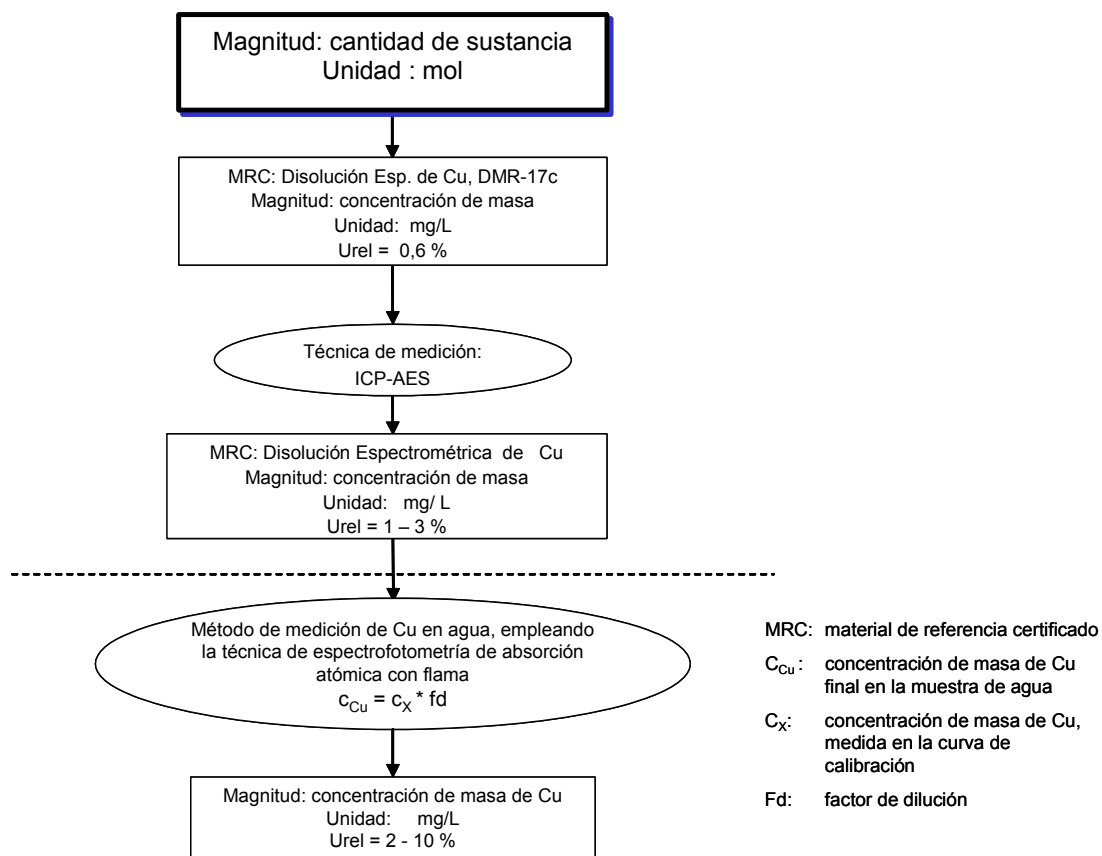 Magnitud: cantidad de sustancia
Unidad : mol
MRC: Disolución Esp. de Cu, DMR-17c
Magnitud: concentración de masa
Unidad: mg/L
Urel = 0,6 %
Técnica de medición:
ICP-AES
MRC: Disolución Espectrométrica de Cu
Magnitud: concentración de masa
Unidad: mg/ L
Urel = 1 – 3 %
Método de medición de Cu en agua, empleando
la técnica de espectrofotometría de absorción
atómica con flama
cCu = cX * fd
Magnitud: concentración de masa de Cu
Unidad: mg/L
Urel = 2 - 10 %
MRC: material de referencia certificado
CCu : concentración de masa de Cu
final en la muestra de agua
CX: concentración de masa de Cu,
medida en la curva de
calibración
Fd: factor de dilución